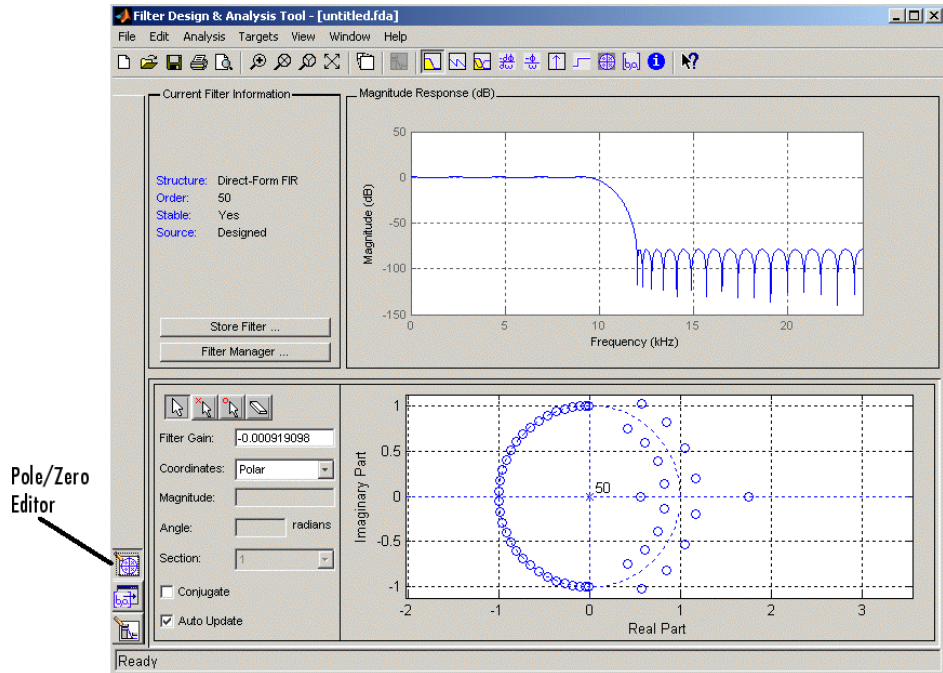 Filter Design & Analysis Tool - [untitled.fda]
File Edit Analysis Targets View Window Help
Current Filter Information
Structure: Direct-Form FIR
Order: 50
Stable: Yes
Source: Designed
Store Filter ...
Filter Manager ...
Magnitude Response (dB)
Magnitude (dB)
50
0
-50
-100
-150
0 5 10 15 20
Frequency (kHz)
Pole/Zero
Editor
Filter Gain: -0.000919098
Coordinates: Polar
Magnitude:
Angle: radians
Section: 1
Conjugate
Auto Update
Imaginary Part
1
0.5
0
-0.5
-1
50
-2 -1 0 1 2 3
Real Part
Ready